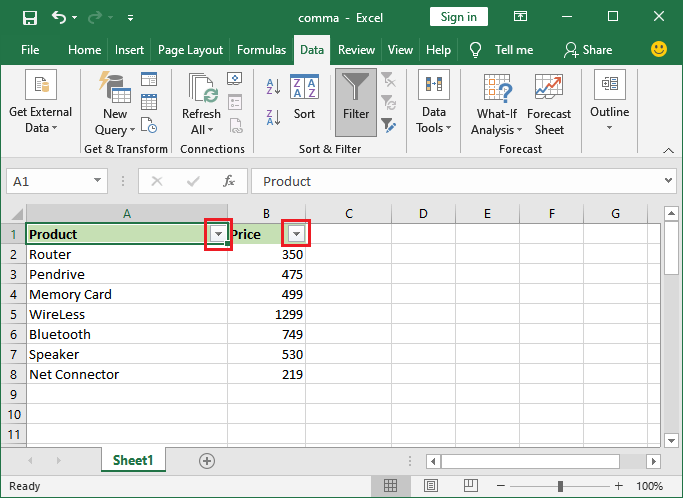 comma - Excel
Sign in
File Home Insert Page Layout Formulas Data Review View Help Tell me Share
Get External Data
New Query
Refresh All
Sort
Filter
Data Tools
What-If Analysis
Forecast Sheet
Outline
Get & Transform Connections Sort & Filter Forecast
A1 fx Product
A B C D E F G
1 Product Price
2 Router 350
3 Pendrive 475
4 Memory Card 499
5 WireLess 1299
6 Bluetooth 749
7 Speaker 530
8 Net Connector 219
9
10
11
Sheet1
Ready 100%